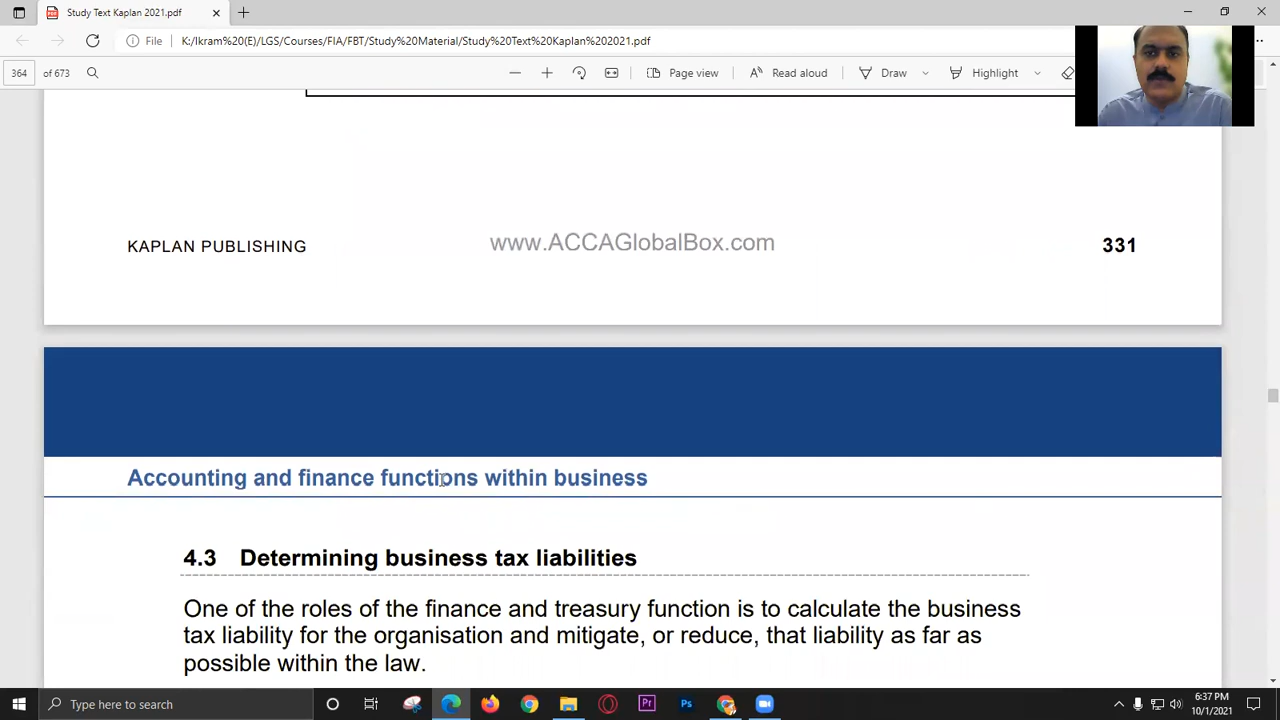 Study Text Kaplan 2021.pdf
File K:/Ikram%20(E)/LGS/Courses/FIA/FBT/Study%20Material/Study%20Text%20Kaplan%202021.pdf
364 of 673 Page view Read aloud Draw Highlight
KAPLAN PUBLISHING www.ACCAGlobalBox.com 331
Accounting and finance functions within business
4.3 Determining business tax liabilities
One of the roles of the finance and treasury function is to calculate the business
tax liability for the organisation and mitigate, or reduce, that liability as far as
possible within the law.
Type here to search
Pr Ps
6:37 PM
10/1/2021